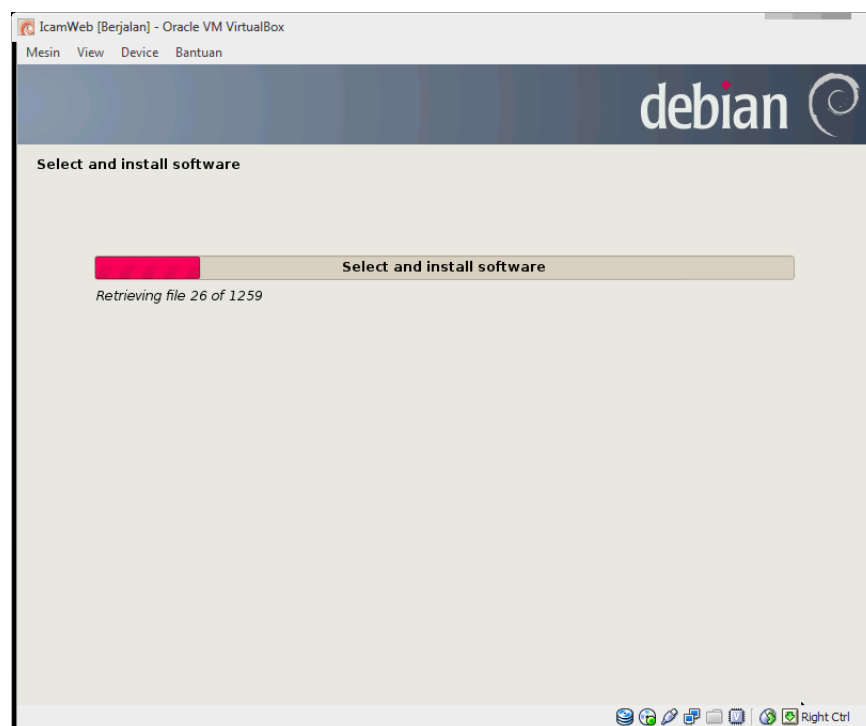 IcamWeb [Berjalan] - Oracle VM VirtualBox
Mesin View Device Bantuan
debian
Select and install software
Select and install software
Retrieving file 26 of 1259
Right Ctrl